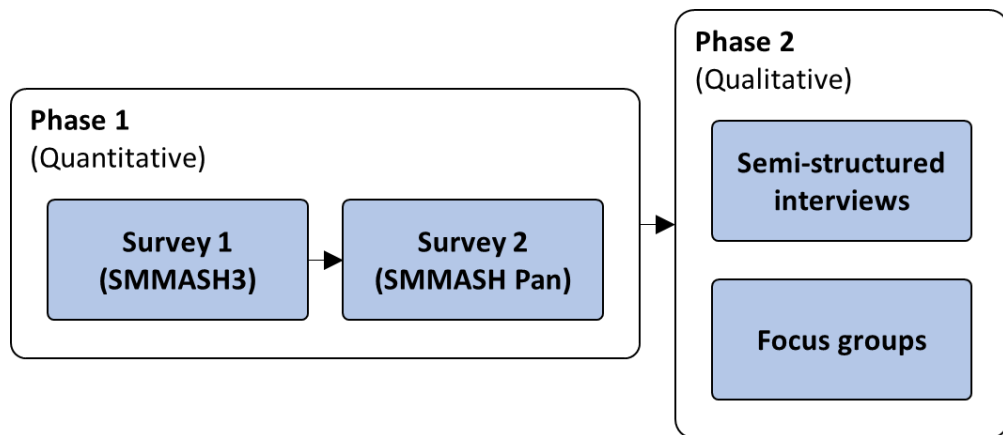 Phase 1
(Quantitative)
Survey 1
(SMMASH3)
Survey 2
(SMMASH Pan)
Phase 2
(Qualitative)
Semi-structured
interviews
Focus groups